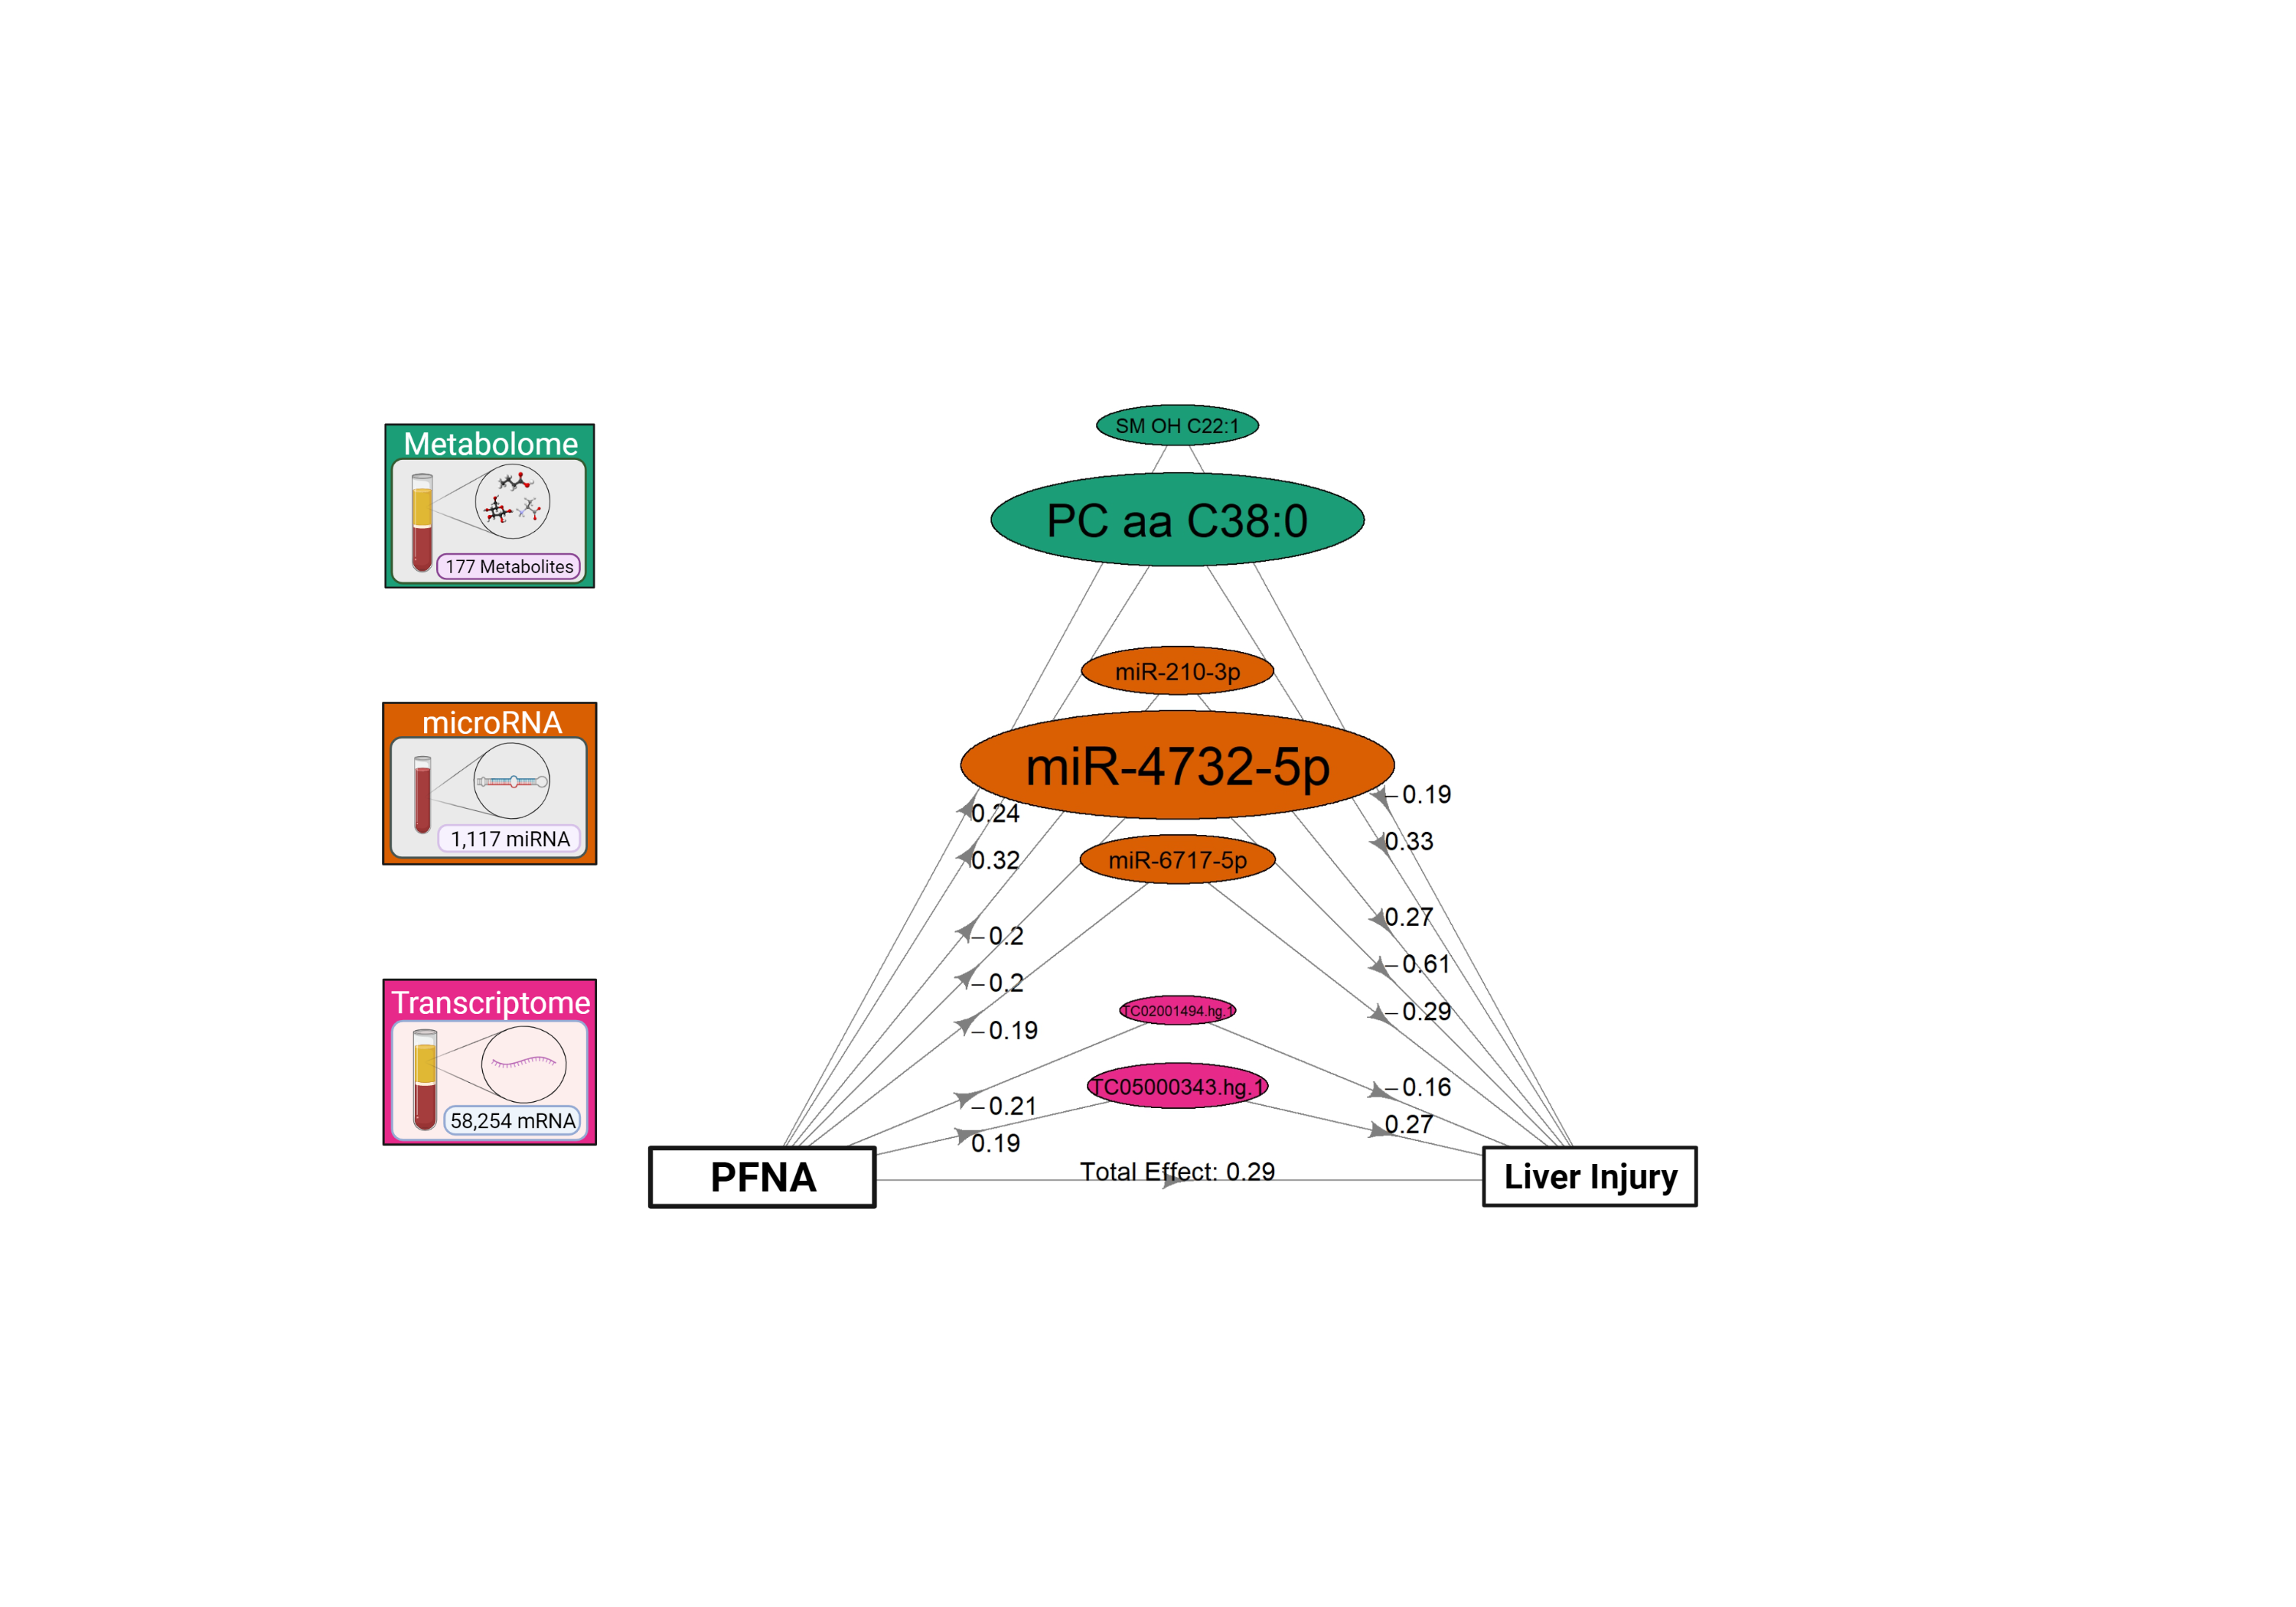 Metabolome
177 Metabolites
microRNA
1,117 miRNA
Transcriptome
58,254 mRNA
SM OH C22:1
PC aa C38:0
miR-210-3p
miR-4732-5p
miR-6717-5p
TC02001494.hg.1
TC05000343.hg.1
0.24
0.32
−0.2
−0.2
−0.19
−0.21
0.19
−0.19
0.33
0.27
−0.61
−0.29
−0.16
0.27
Total Effect: 0.29
PFNA
Liver Injury